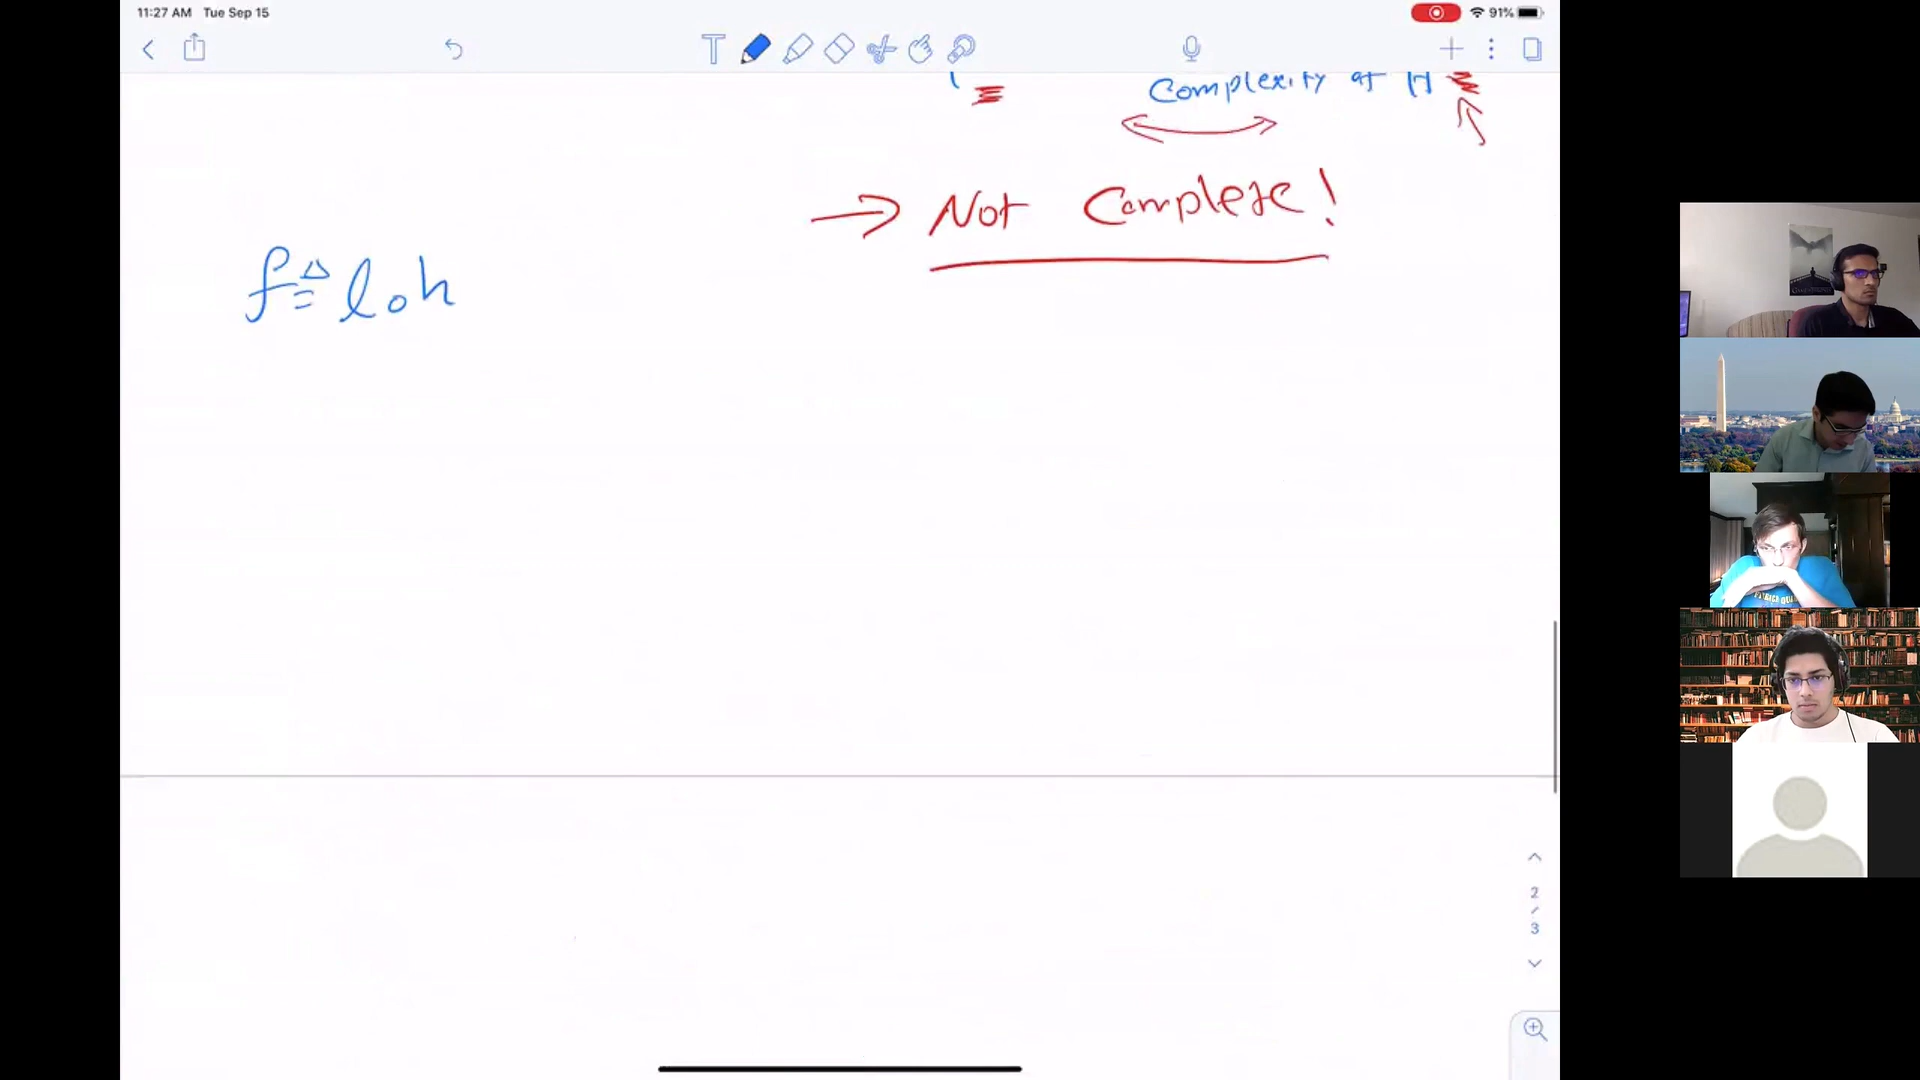 11:27 AM Tue Sep 15
91%
T
Complexity of H
→ Not Complete!
f ≜ l o h
2
/
3